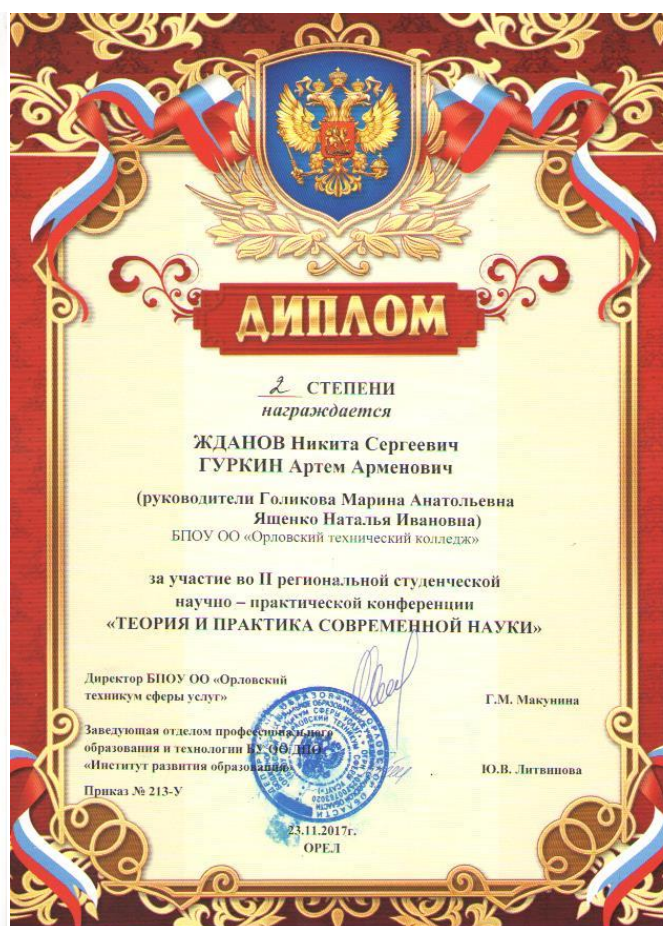 ДИПЛОМ
2 СТЕПЕНИ
награждается
ЖДАНОВ Никита Сергеевич
ГУРКИН Артем Арменович
(руководители Голикова Марина Анатольевна
Ященко Наталья Ивановна)
БПОУ ОО «Орловский технический колледж»
за участие во II региональной студенческой
научно – практической конференции
«ТЕОРИЯ И ПРАКТИКА СОВРЕМЕННОЙ НАУКИ»
Директор БПОУ ОО «Орловский
техникум сферы услуг»
Г.М. Макунина
Заведующая отделом профессионального
образования и технологии БУ ОО ДПО
«Институт развития образования»
Ю.В. Литвинова
Приказ № 213-У
23.11.2017г.
ОРЕЛ